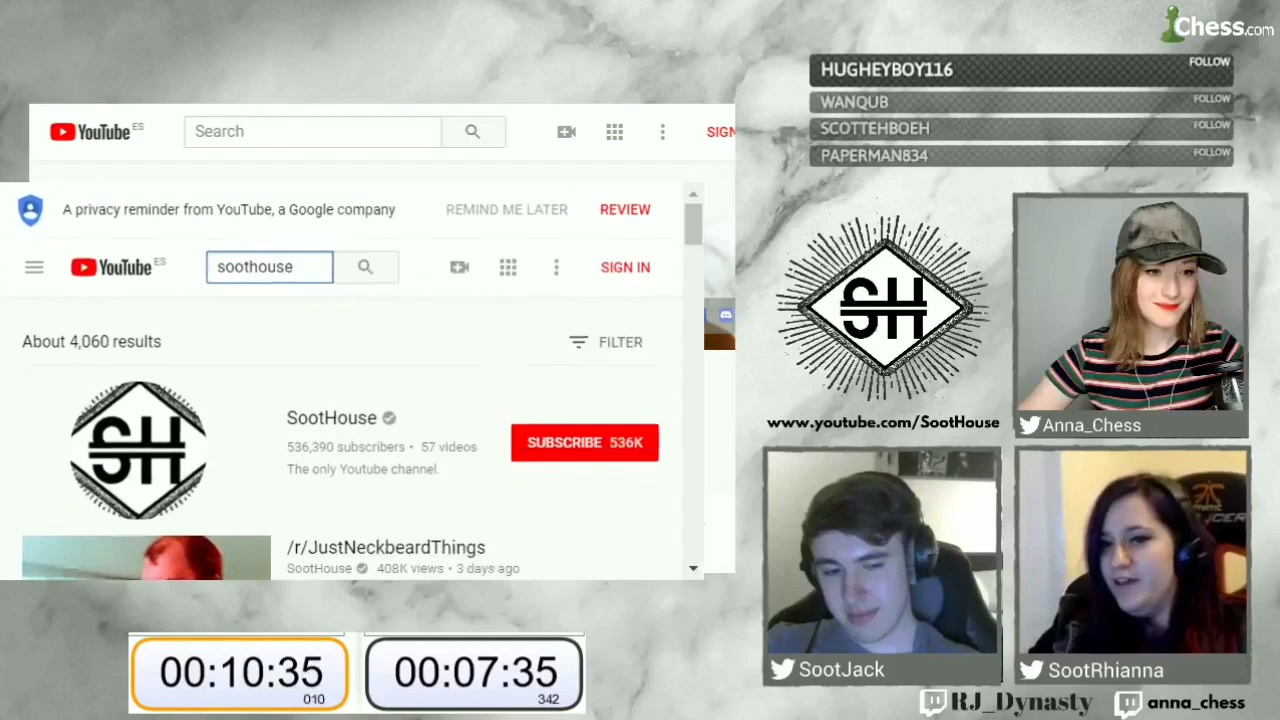 Chess.com
HUGHEYBOY116 FOLLOW
WANQUB FOLLOW
SCOTTEHBOEH FOLLOW
PAPERMAN834 FOLLOW
YouTube ES Search SIGN
A privacy reminder from YouTube, a Google company REMIND ME LATER REVIEW
YouTube ES soothouse SIGN IN
About 4,060 results FILTER
SH
SootHouse
536,390 subscribers • 57 videos
The only Youtube channel.
SUBSCRIBE 536K
/r/JustNeckbeardThings
SootHouse 408K views • 3 days ago
SH
www.youtube.com/SootHouse
Anna_Chess
SootJack
SootRhianna
00:10:35
010
00:07:35
342
RJ_Dynasty anna_chess